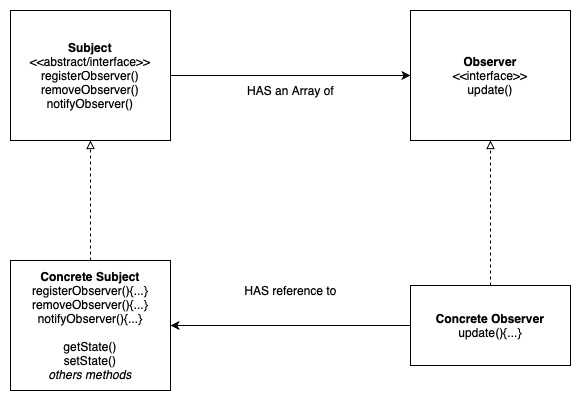 Subject
<<abstract/interface>>
registerObserver()
removeObserver()
notifyObserver()
HAS an Array of
Observer
<<interface>>
update()
Concrete Subject
registerObserver(){...}
removeObserver(){...}
notifyObserver(){...}
getState()
setState()
others methods
HAS reference to
Concrete Observer
update(){...}